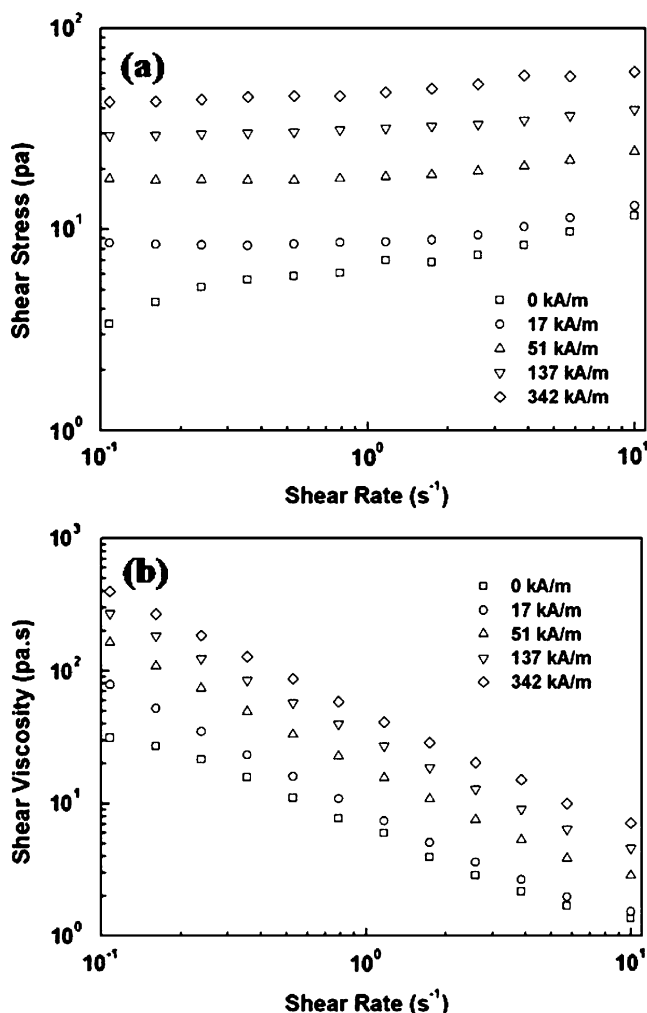 (a)
Shear Stress (pa)
10²
10¹
10⁰
10⁻¹
10⁰
10¹
Shear Rate (s⁻¹)
0 kA/m
17 kA/m
51 kA/m
137 kA/m
342 kA/m
(b)
Shear Viscosity (pa.s)
10³
10²
10¹
10⁰
10⁻¹
10⁰
10¹
Shear Rate (s⁻¹)
0 kA/m
17 kA/m
51 kA/m
137 kA/m
342 kA/m